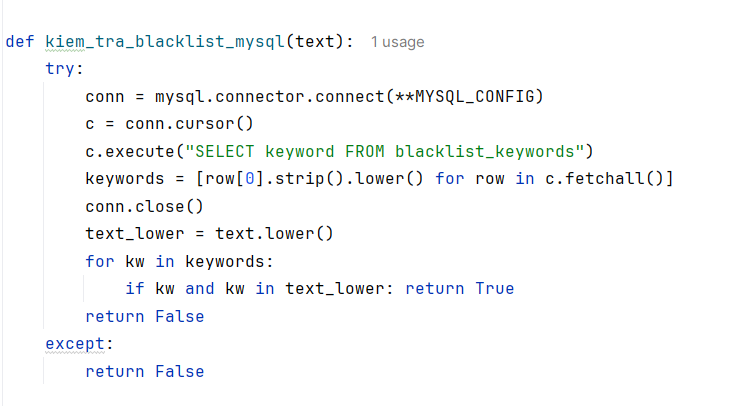 def kiem_tra_blacklist_mysql(text): 1 usage
    try:
        conn = mysql.connector.connect(**MYSQL_CONFIG)
        c = conn.cursor()
        c.execute("SELECT keyword FROM blacklist_keywords")
        keywords = [row[0].strip().lower() for row in c.fetchall()]
        conn.close()
        text_lower = text.lower()
        for kw in keywords:
            if kw and kw in text_lower: return True
        return False
    except:
        return False